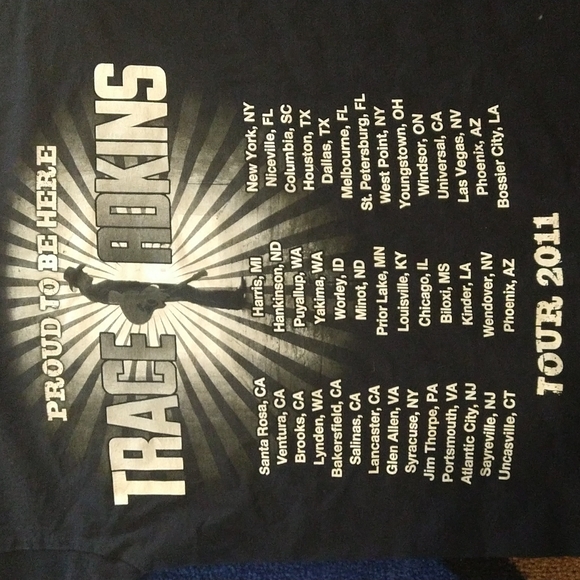 PROUD TO BE HERE
TRACE ADKINS
Santa Rosa, CA
Ventura, CA
Brooks, CA
Lynden, WA
Bakersfield, CA
Salinas, CA
Lancaster, CA
Glen Allen, VA
Syracuse, NY
Jim Thorpe, PA
Portsmouth, VA
Atlantic City, NJ
Sayreville, NJ
Uncasville, CT
Harris, MI
Hankinson, ND
Puyallup, WA
Yakima, WA
Worley, ID
Minot, ND
Prior Lake, MN
Louisville, KY
Chicago, IL
Biloxi, MS
Kinder, LA
Wendover, NV
Phoenix, AZ
New York, NY
Niceville, FL
Columbia, SC
Houston, TX
Dallas, TX
Melbourne, FL
St. Petersburg, FL
West Point, NY
Youngstown, OH
Windsor, ON
Universal, CA
Las Vegas, NV
Phoenix, AZ
Bossier City, LA
TOUR 2011